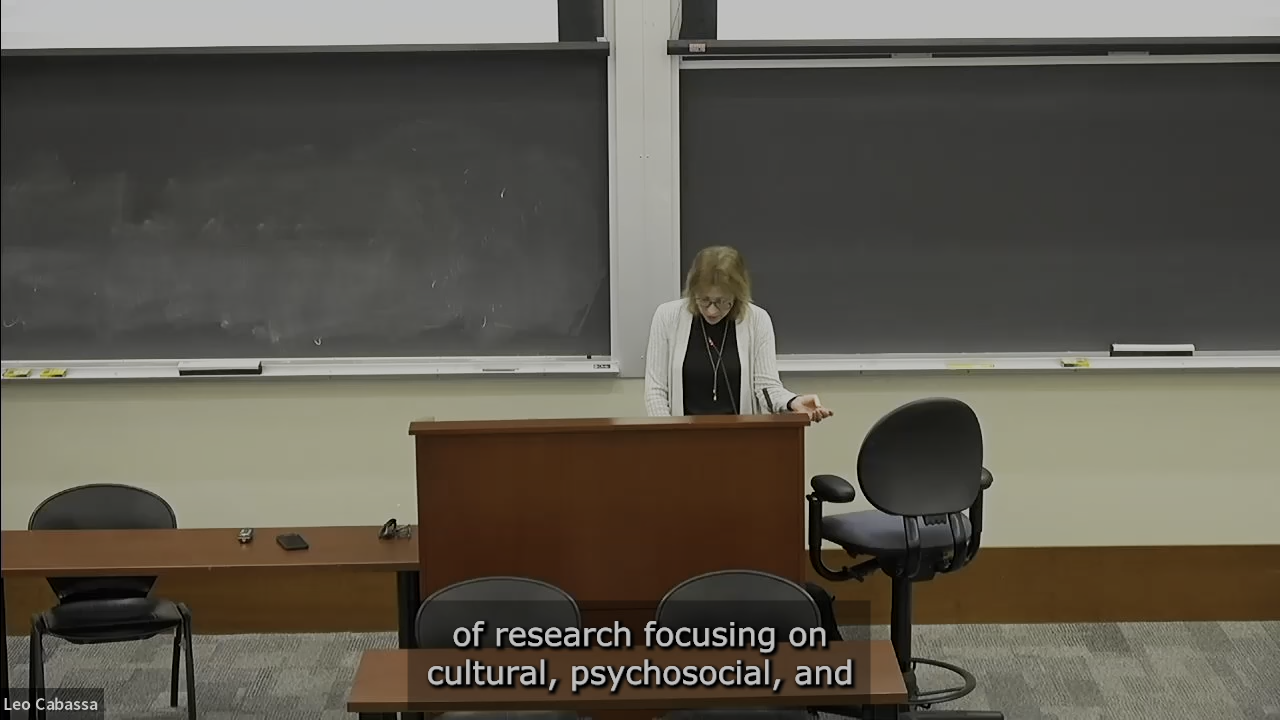 of research focusing on
cultural, psychosocial, and
Leo Cabassa